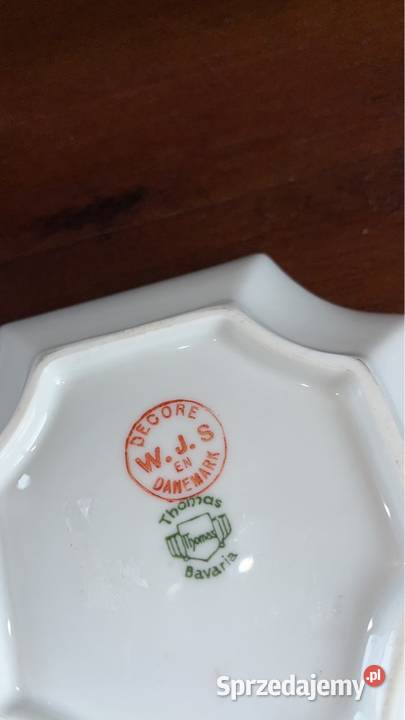 DECORE
W.J.S
EN
DANEMARK
Thomas
Thomas
Bavaria
Sprzedajemy.pl